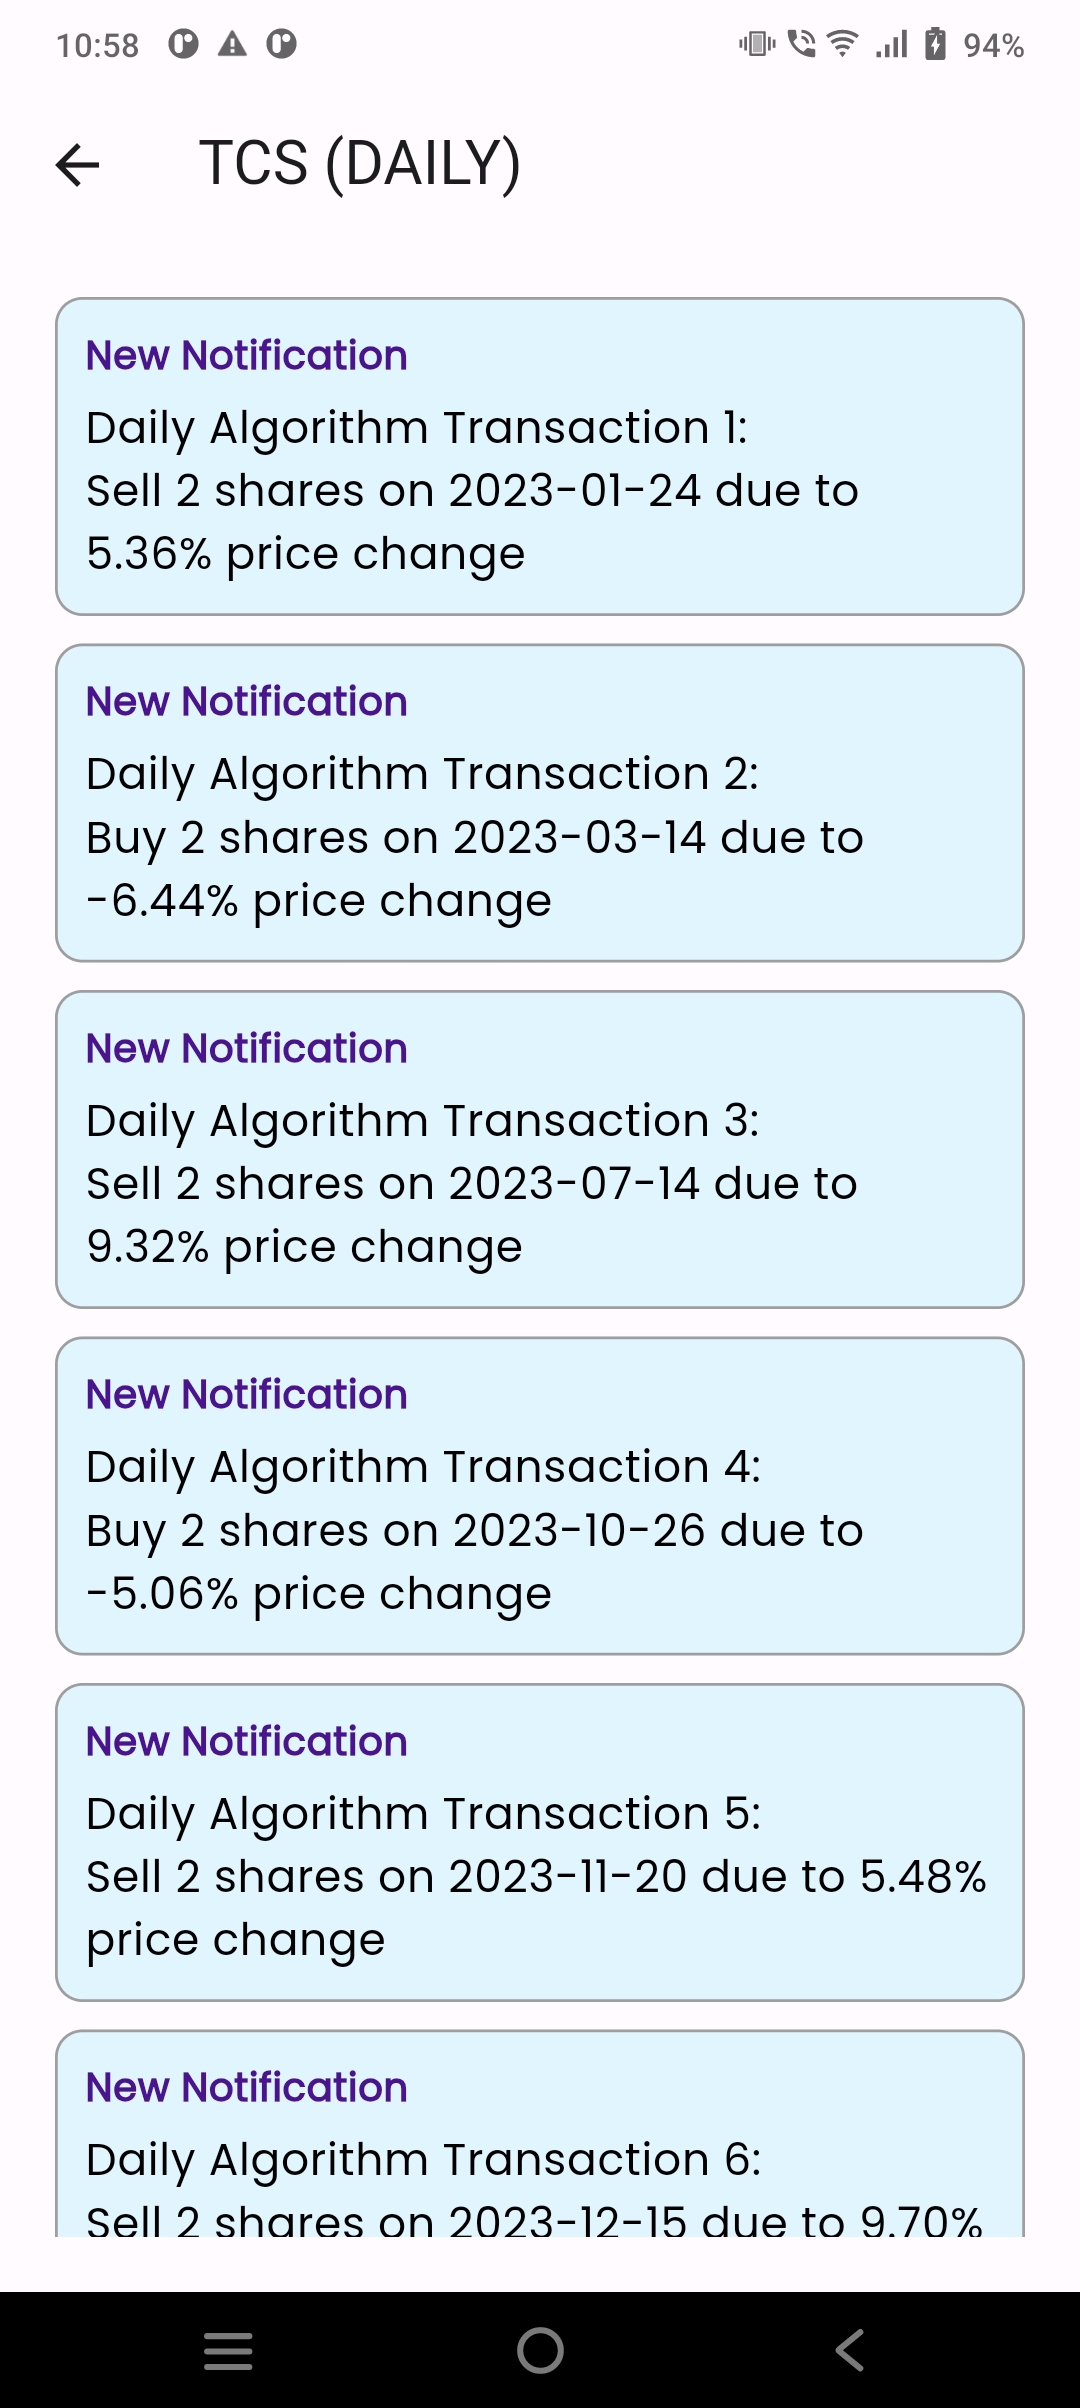 10:58
94%
TCS (DAILY)
New Notification
Daily Algorithm Transaction 1:
Sell 2 shares on 2023-01-24 due to
5.36% price change
New Notification
Daily Algorithm Transaction 2:
Buy 2 shares on 2023-03-14 due to
-6.44% price change
New Notification
Daily Algorithm Transaction 3:
Sell 2 shares on 2023-07-14 due to
9.32% price change
New Notification
Daily Algorithm Transaction 4:
Buy 2 shares on 2023-10-26 due to
-5.06% price change
New Notification
Daily Algorithm Transaction 5:
Sell 2 shares on 2023-11-20 due to 5.48%
price change
New Notification
Daily Algorithm Transaction 6:
Sell 2 shares on 2023-12-15 due to 9.70%